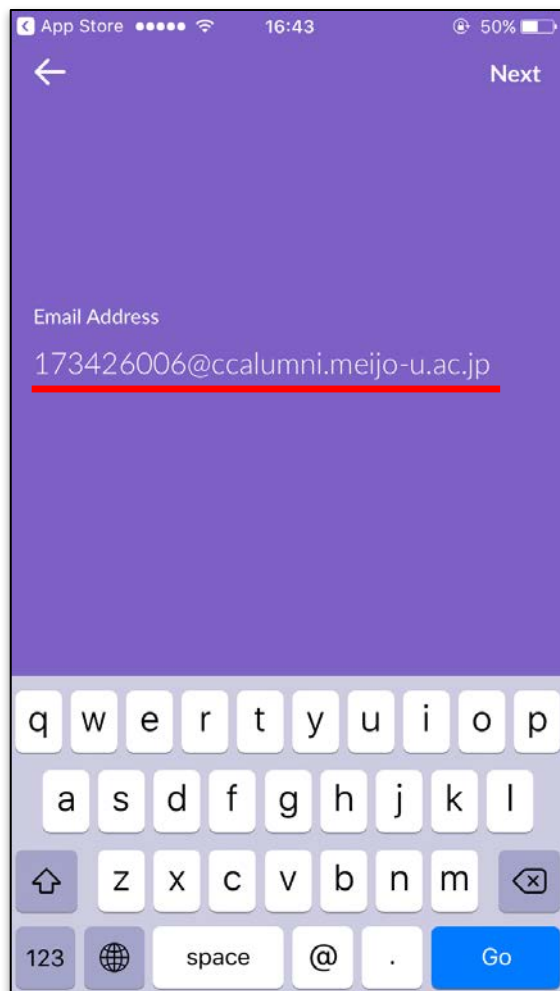 App Store 16:43 50%
Next
Email Address
173426006@ccalumni.meijo-u.ac.jp
q w e r t y u i o p
a s d f g h j k l
z x c v b n m
123 space @ . Go